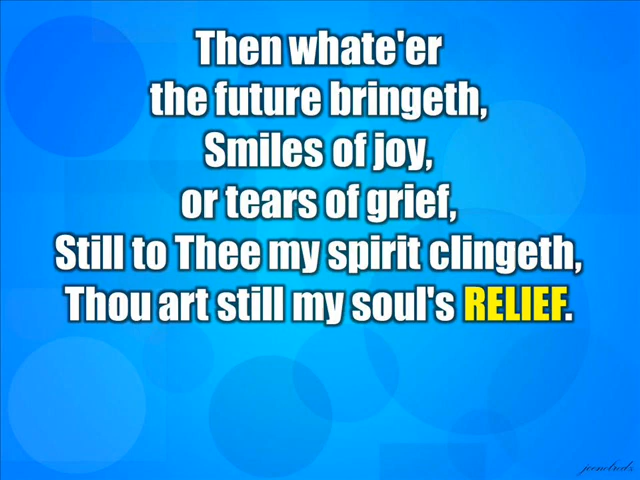 Then whate'er
the future bringeth,
Smiles of joy,
or tears of grief,
Still to Thee my spirit clingeth,
Thou art still my soul's RELIEF.